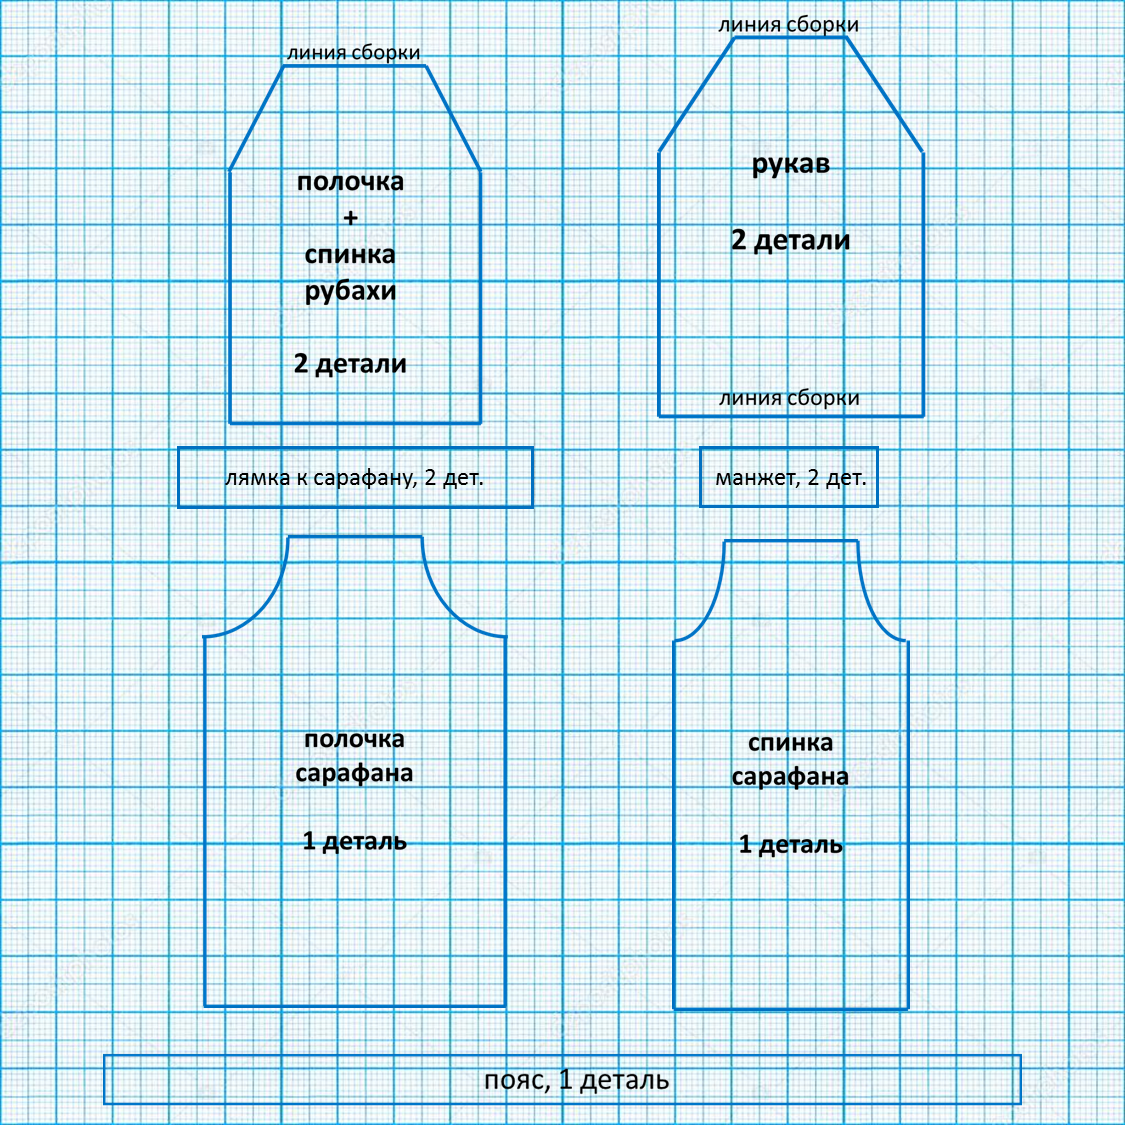 линия сборки
полочка
+
спинка
рубахи
2 детали
линия сборки
рукав
2 детали
линия сборки
лямка к сарафану, 2 дет.
манжет, 2 дет.
полочка
сарафана
1 деталь
спинка
сарафана
1 деталь
пояс, 1 деталь